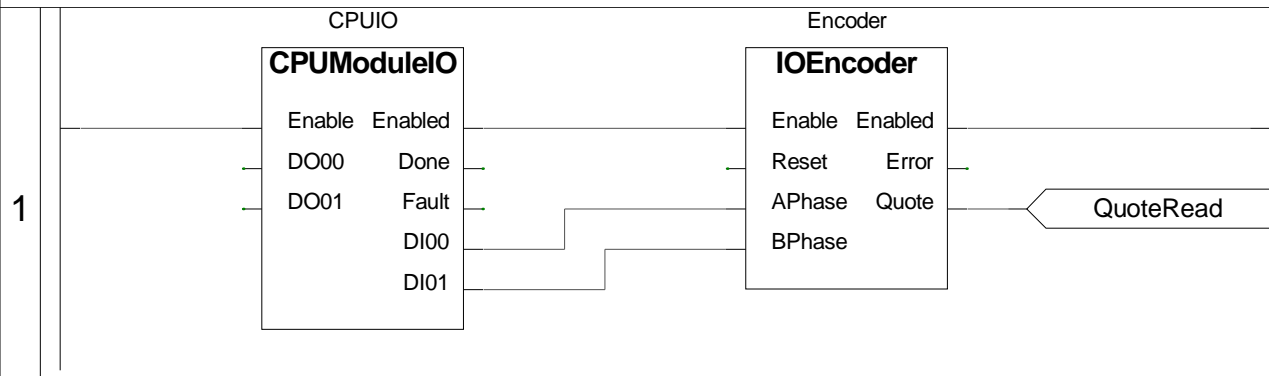 CPUIO Encoder
CPUModuleIO IOEncoder
Enable Enabled Enable Enabled
DO00 Done Reset Error
1 DO01 Fault APhase Quote QuoteRead
DI00 BPhase
DI01